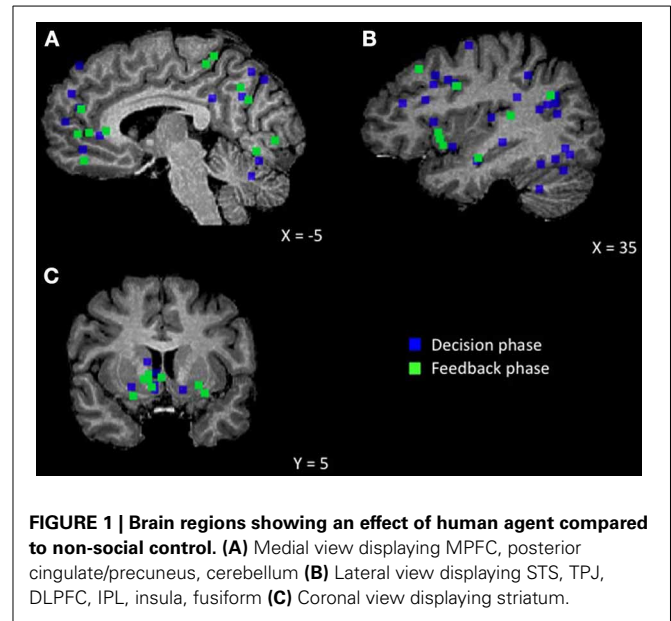 A
B
X = -5
X = 35
C
Decision phase
Feedback phase
Y = 5
FIGURE 1 | Brain regions showing an effect of human agent compared
to non-social control. (A) Medial view displaying MPFC, posterior
cingulate/precuneus, cerebellum (B) Lateral view displaying STS, TPJ,
DLPFC, IPL, insula, fusiform (C) Coronal view displaying striatum.